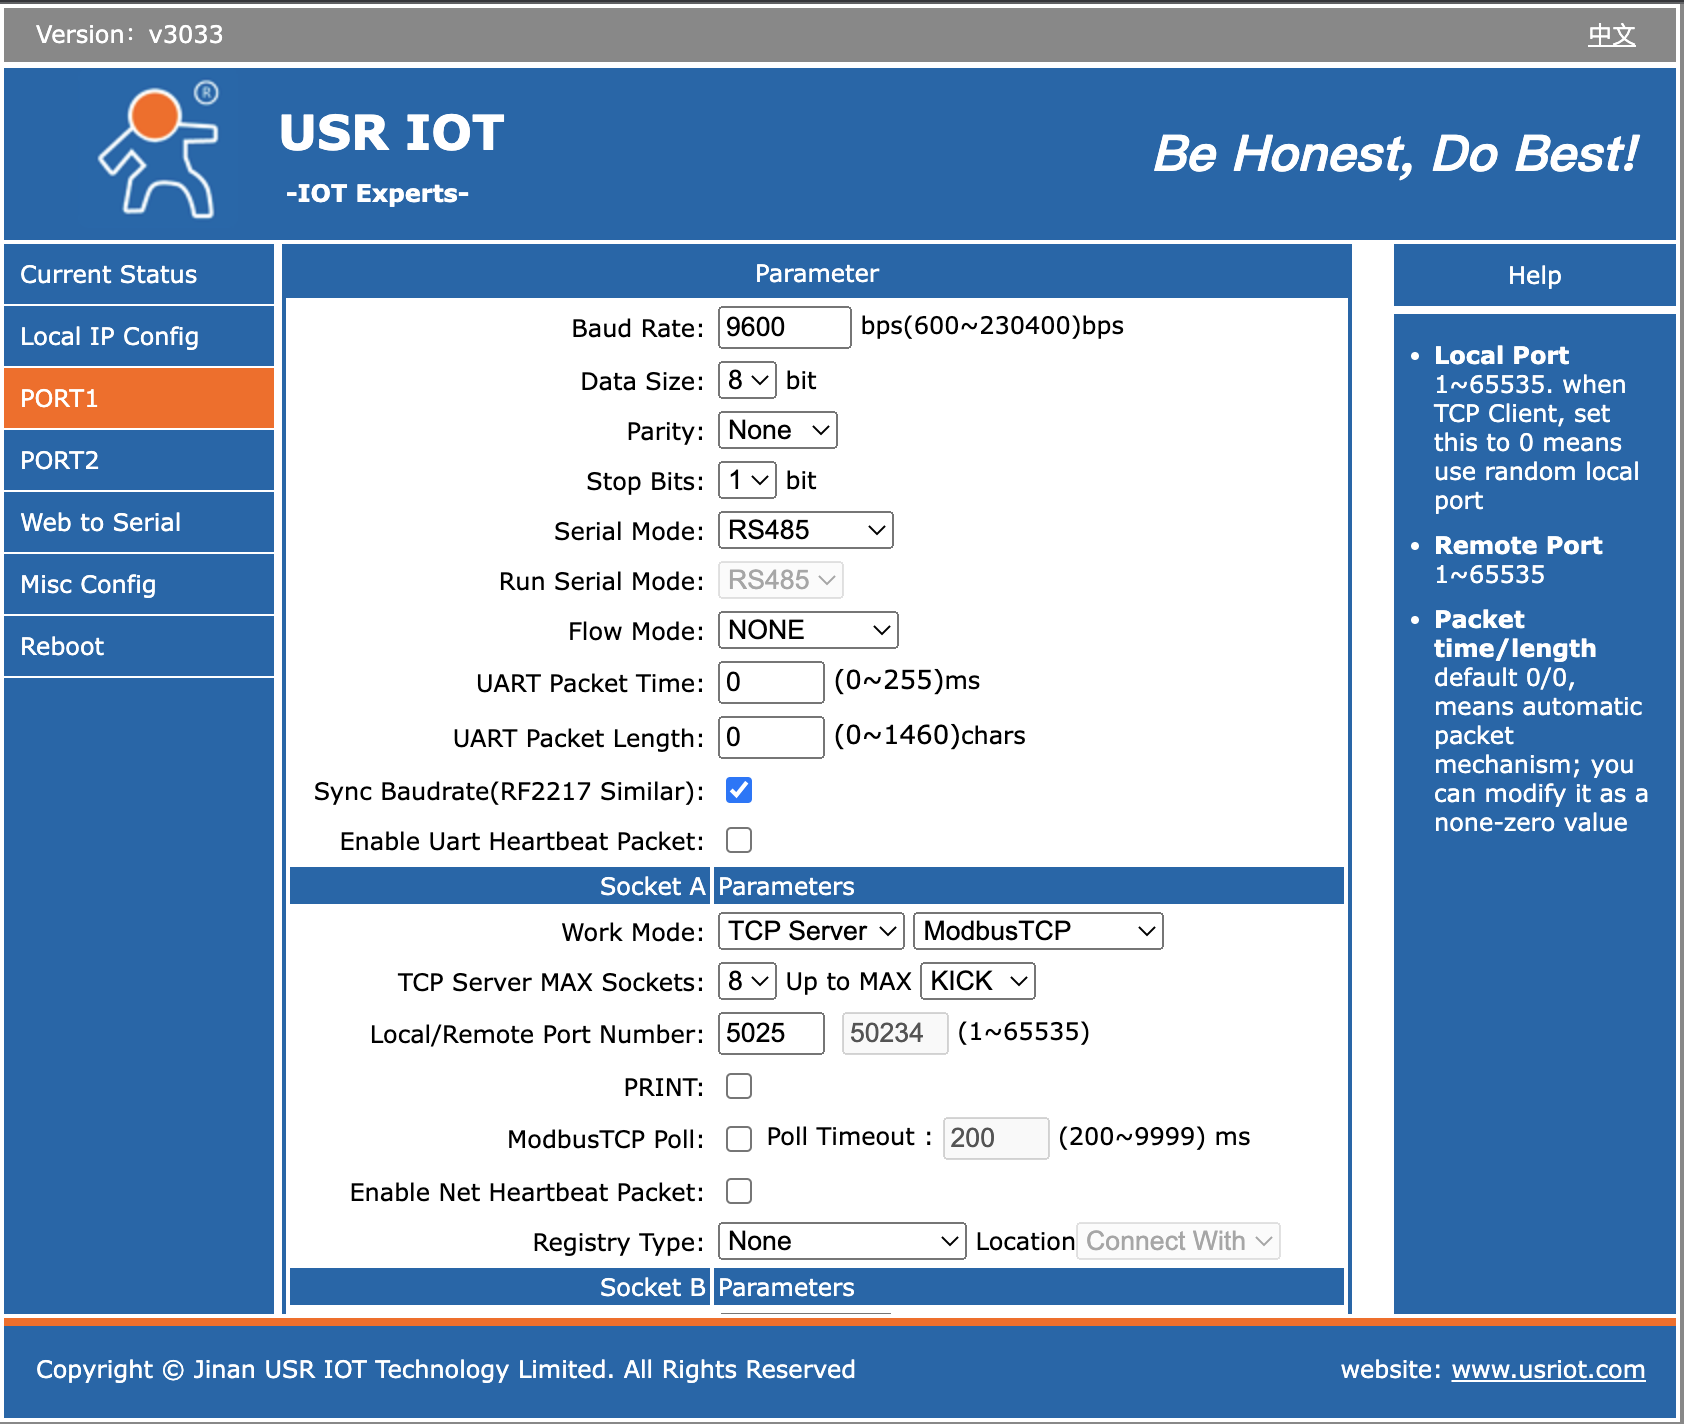 Version: v3033
中文
®
USR IOT
-IOT Experts-
Be Honest, Do Best!
Current Status
Local IP Config
PORT1
PORT2
Web to Serial
Misc Config
Reboot
Parameter
Baud Rate: 9600 bps(600~230400)bps
Data Size: 8 bit
Parity: None
Stop Bits: 1 bit
Serial Mode: RS485
Run Serial Mode: RS485
Flow Mode: NONE
UART Packet Time: 0 (0~255)ms
UART Packet Length: 0 (0~1460)chars
Sync Baudrate(RF2217 Similar):
Enable Uart Heartbeat Packet:
Socket A Parameters
Work Mode: TCP Server ModbusTCP
TCP Server MAX Sockets: 8 Up to MAX KICK
Local/Remote Port Number: 5025 50234 (1~65535)
PRINT:
ModbusTCP Poll: Poll Timeout : 200 (200~9999) ms
Enable Net Heartbeat Packet:
Registry Type: None Location Connect With
Socket B Parameters
Help
Local Port
1~65535. when
TCP Client, set
this to 0 means
use random local
port
Remote Port
1~65535
Packet
time/length
default 0/0,
means automatic
packet
mechanism; you
can modify it as a
none-zero value
Copyright © Jinan USR IOT Technology Limited. All Rights Reserved
website: www.usriot.com